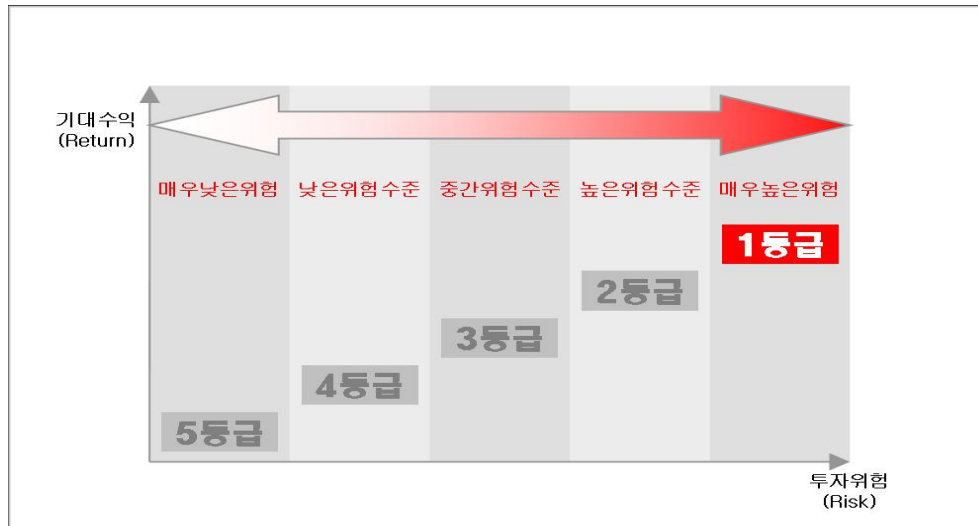 기대수익
(Return)
매우낮은위험 낮은위험수준 중간위험수준 높은위험수준 매우높은위험
1등급
2등급
3등급
4등급
5등급
투자위험
(Risk)